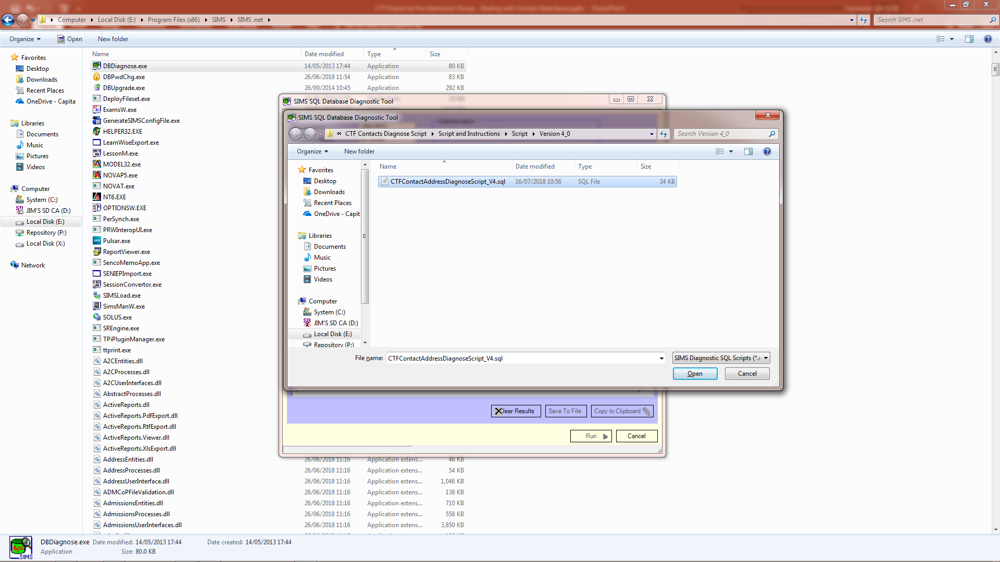 Computer ▸ Local Disk (E:) ▸ Program Files (x86) ▸ SIMS ▸ SIMS .net ▸
Search SIMS .net
Organize Open New folder
Name Date modified Type Size
Favorites
Desktop
Downloads
Recent Places
OneDrive - Capita
Libraries
Documents
Music
Pictures
Videos
Computer
System (C:)
JIM'S SD CA (D:)
Local Disk (E:)
Repository (P:)
Local Disk (X:)
Network
DBDiagnose.exe 14/05/2013 17:44 Application 80 KB
DBPwdChg.exe 26/06/2018 11:54 Application 83 KB
DBUpgrade.exe 26/09/2014 10:45 Application 292 KB
DeployFileset.exe
ExamsW.exe
GenerateSIMSConfigFile.exe
HELPER32.EXE
LearnWiseExport.exe
LessonM.exe
MODEL32.exe
NOVAP5.exe
NOVAT.exe
NT6.EXE
OPTIONSW.EXE
PerSynch.exe
PRWInteropUI.exe
Pulsar.exe
ReportViewer.exe
SencoMemoApp.exe
SENIEPImport.exe
SessionConvertor.exe
SIMSLoad.exe
SimsManW.exe
SOLUS.exe
SREngine.exe
TPiPluginManager.exe
ttprint.exe
A2CEntities.dll
A2CProcesses.dll
A2CUserInterfaces.dll
AbstractProcesses.dll
ActiveReports.dll
ActiveReports.PdfExport.dll
ActiveReports.RtfExport.dll
ActiveReports.Viewer.dll
ActiveReports.XlsExport.dll
AddressEntities.dll 26/06/2018 11:16 Application extens... 46 KB
AddressProcesses.dll 26/06/2018 11:16 Application extens... 54 KB
AddressUserInterface.dll 26/06/2018 11:16 Application extens... 1,046 KB
ADMCoPFileValidation.dll 26/06/2018 11:16 Application extens... 138 KB
AdmissionsEntities.dll 26/06/2018 11:16 Application extens... 710 KB
AdmissionsProcesses.dll 26/06/2018 11:16 Application extens... 558 KB
AdmissionsUserInterfaces.dll 26/06/2018 11:16 Application extens... 3,850 KB
SIMS SQL Database Diagnostic Tool
SIMS SQL Database Diagnostic Tool
« CTF Contacts Diagnose Script ▸ Script and Instructions ▸ Script ▸ Version 4_0
Search Version 4_0
Organize New folder
Name Date modified Type Size
Favorites
Desktop
Downloads
Recent Places
OneDrive - Capit
Libraries
Documents
Music
Pictures
Videos
Computer
System (C:)
JIM'S SD CA (D:)
Local Disk (E:)
Repository (P:)
CTFContactAddressDiagnoseScript_V4.sql 16/07/2018 10:56 SQL File 34 KB
File name: CTFContactAddressDiagnoseScript_V4.sql SIMS Diagnostic SQL Scripts (*.s
Open Cancel
Clear Results Save To File Copy to Clipboard
Run Cancel
DBDiagnose.exe Date modified: 14/05/2013 17:44 Date created: 14/05/2013 17:44
Application Size: 80.0 KB